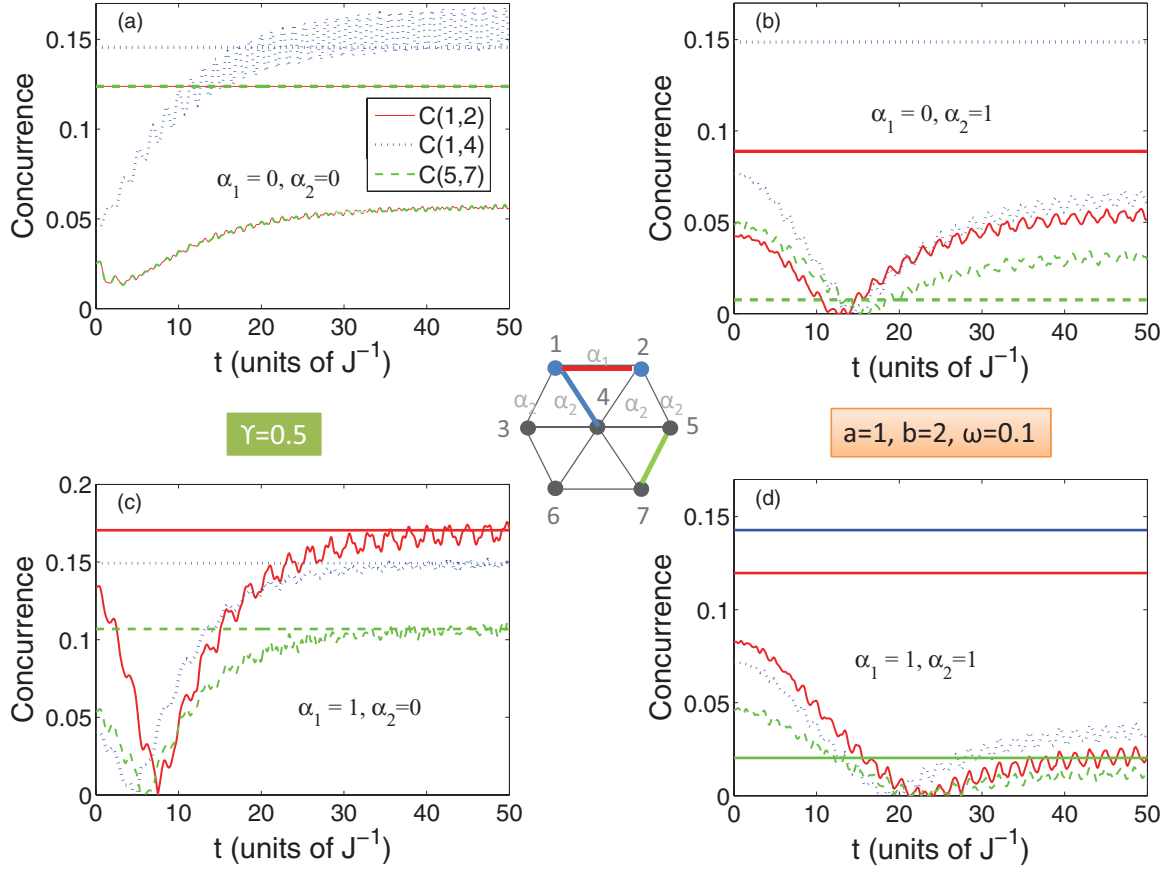 (a)
0.15
0.1
0.05
0
Concurrence
C(1,2)
C(1,4)
C(5,7)
α₁ = 0, α₂=0
0 10 20 30 40 50
t (units of J⁻¹)
(b)
0.15
0.1
0.05
0
Concurrence
α₁ = 0, α₂=1
0 10 20 30 40 50
t (units of J⁻¹)
ϒ=0.5
1 α₁ 2
α₂ α₂ 4 α₂ α₂
3 5
6 7
a=1, b=2, ω=0.1
(c)
0.2
0.15
0.1
0.05
0
Concurrence
α₁ = 1, α₂=0
0 10 20 30 40 50
t (units of J⁻¹)
(d)
0.15
0.1
0.05
0
Concurrence
α₁ = 1, α₂=1
0 10 20 30 40 50
t (units of J⁻¹)